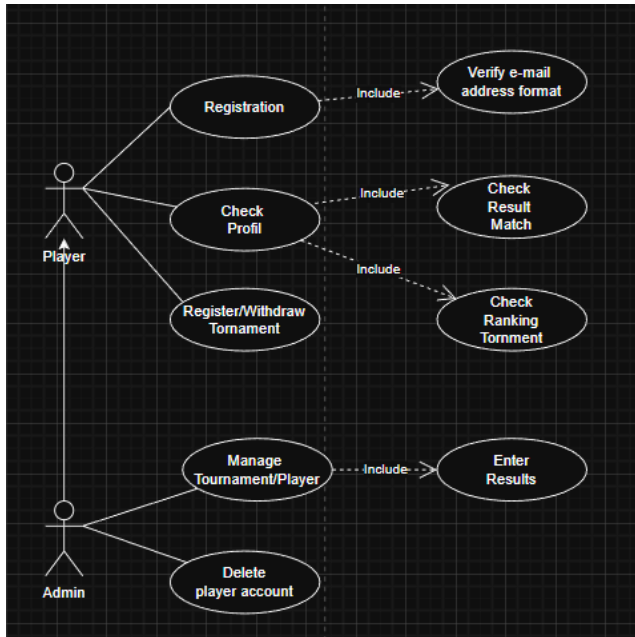 Verify e-mail
address format
Registration
Include
Check
Profil
Include
Check
Result
Match
Player
Include
Register/Withdraw
Tornament
Check
Ranking
Tornment
Manage
Tournament/Player
Include
Enter
Results
Admin
Delete
player account